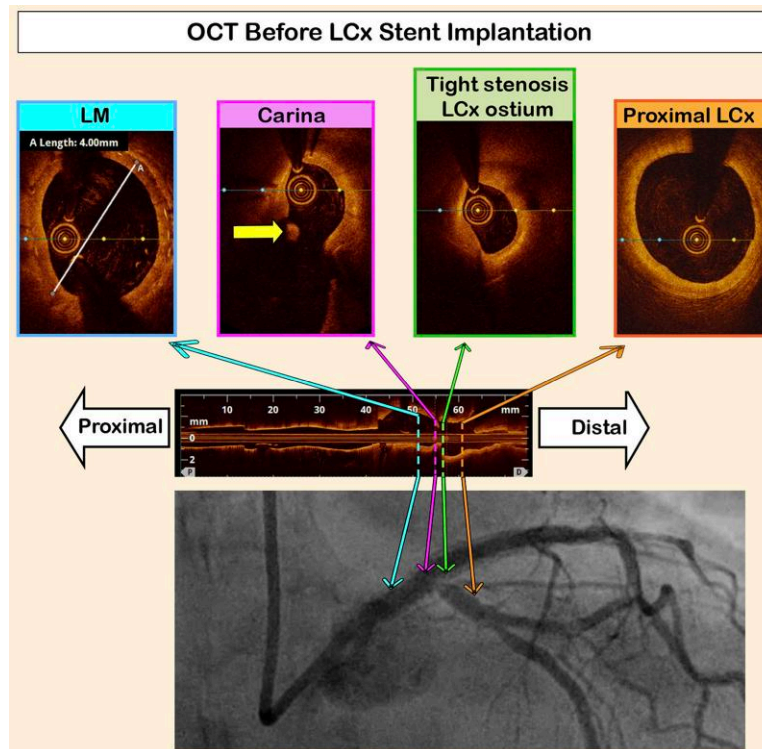 OCT Before LCx Stent Implantation
LM
Carina
Tight stenosis
LCx ostium
Proximal LCx
A Length: 4.00mm
A
Proximal
10 20 30 40 50 60 mm
mm
0
2
P
D
Distal